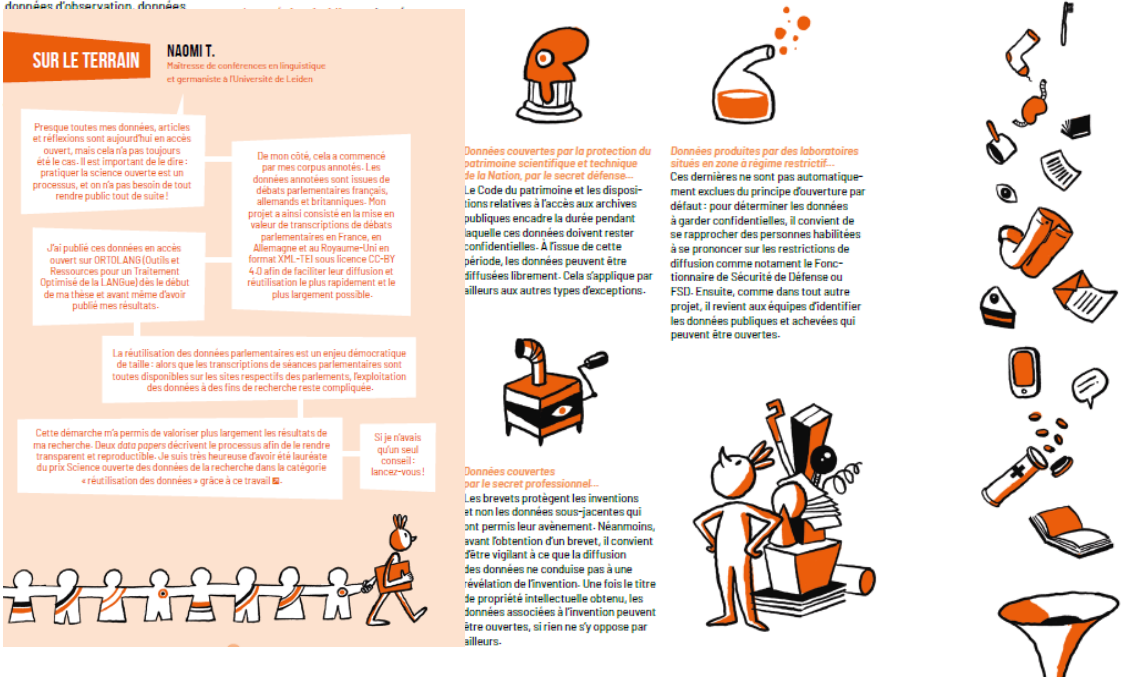 données d'observation, données
SUR LE TERRAIN
NAOMI T.
Maîtresse de conférences en linguistique
et germaniste à l'Université de Leiden
Presque toutes mes données, articles
et réflexions sont aujourd'hui en accès
ouvert, mais cela n'a pas toujours
été le cas. Il est important de le dire :
pratiquer la science ouverte est un
processus, et on n'a pas besoin de tout
rendre public tout de suite !
De mon côté, cela a commencé
par mes corpus annotés. Les
données annotées sont issues de
débats parlementaires français,
allemands et britanniques. Mon
projet a ainsi consisté en la mise en
valeur de transcriptions de débats
parlementaires en France, en
Allemagne et au Royaume-Uni en
format XML-TEI sous licence CC-BY
4.0 afin de faciliter leur diffusion et
réutilisation le plus rapidement et le
plus largement possible.
J'ai publié ces données en accès
ouvert sur ORTOLANG (Outils et
Ressources pour un Traitement
Optimisé de la LANGue) dès le début
de ma thèse et avant même d'avoir
publié mes résultats.
La réutilisation des données parlementaires est un enjeu démocratique
de taille : alors que les transcriptions de séances parlementaires sont
toutes disponibles sur les sites respectifs des parlements, l'exploitation
des données à des fins de recherche reste compliquée.
Cette démarche m'a permis de valoriser plus largement les résultats de
ma recherche. Deux data papers décrivent le processus afin de le rendre
transparent et reproductible. Je suis très heureuse d'avoir été lauréate
du prix Science ouverte des données de la recherche dans la catégorie
« réutilisation des données » grâce à ce travail.
Si je n'avais
qu'un seul
conseil :
lancez-vous !
Données couvertes par la protection du
patrimoine scientifique et technique
de la Nation, par le secret défense…
Le Code du patrimoine et les disposi-
tions relatives à l'accès aux archives
publiques encadre la durée pendant
laquelle ces données doivent rester
confidentielles. À l'issue de cette
période, les données peuvent être
diffusées librement. Cela s'applique par
ailleurs aux autres types d'exceptions.
Données couvertes
par le secret professionnel…
Les brevets protègent les inventions
et non les données sous-jacentes qui
ont permis leur avènement. Néanmoins,
avant l'obtention d'un brevet, il convient
d'être vigilant à ce que la diffusion
des données ne conduise pas à une
révélation de l'invention. Une fois le titre
de propriété intellectuelle obtenu, les
données associées à l'invention peuvent
être ouvertes, si rien ne s'y oppose par
ailleurs.
Données produites par des laboratoires
situés en zone à régime restrictif…
Ces dernières ne sont pas automatique-
ment exclues du principe d'ouverture par
défaut : pour déterminer les données
à garder confidentielles, il convient de
se rapprocher des personnes habilitées
à se prononcer sur les restrictions de
diffusion comme notamment le Fonc-
tionnaire de Sécurité de Défense ou
FSD. Ensuite, comme dans tout autre
projet, il revient aux équipes d'identifier
les données publiques et achevées qui
peuvent être ouvertes.